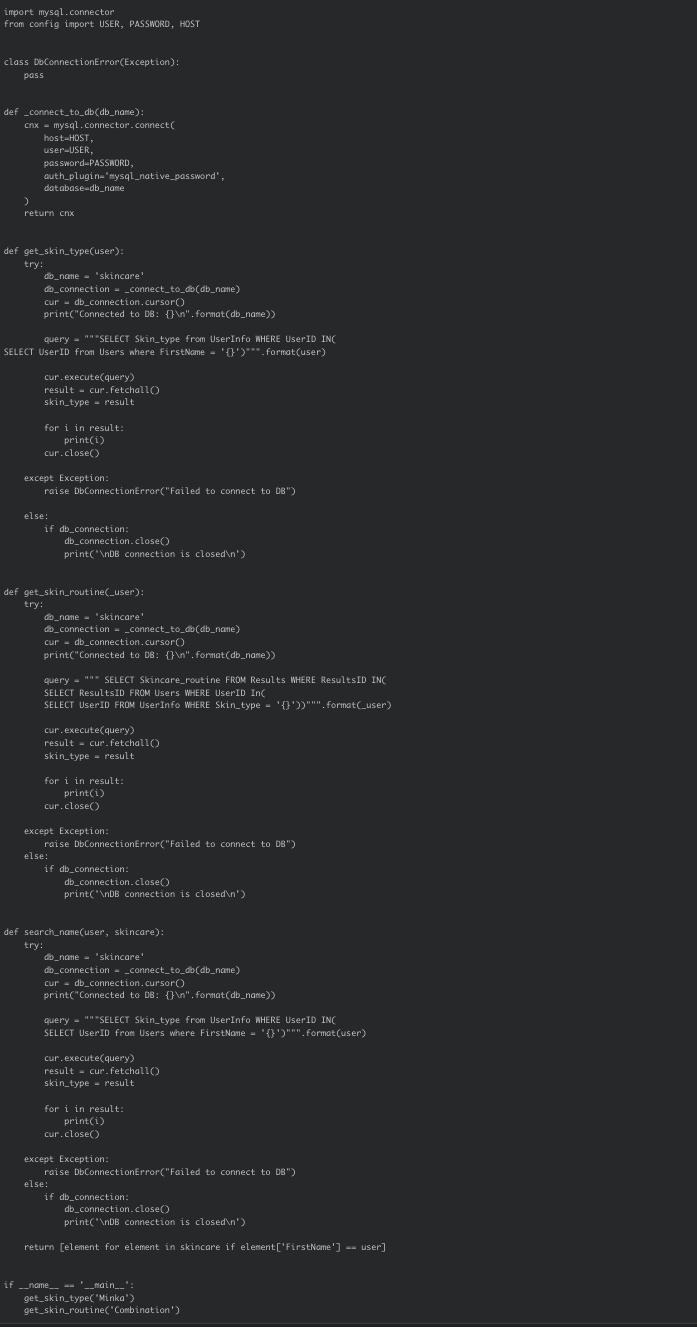 import mysql.connector
from config import USER, PASSWORD, HOST


class DbConnectionError(Exception):
    pass


def _connect_to_db(db_name):
    cnx = mysql.connector.connect(
        host=HOST,
        user=USER,
        password=PASSWORD,
        auth_plugin='mysql_native_password',
        database=db_name
    )
    return cnx


def get_skin_type(user):
    try:
        db_name = 'skincare'
        db_connection = _connect_to_db(db_name)
        cur = db_connection.cursor()
        print("Connected to DB: {}\n".format(db_name))

        query = """SELECT Skin_type from UserInfo WHERE UserID IN(
SELECT UserID from Users where FirstName = '{}')""".format(user)

        cur.execute(query)
        result = cur.fetchall()
        skin_type = result

        for i in result:
            print(i)
        cur.close()

    except Exception:
        raise DbConnectionError("Failed to connect to DB")

    else:
        if db_connection:
            db_connection.close()
            print('\nDB connection is closed\n')


def get_skin_routine(_user):
    try:
        db_name = 'skincare'
        db_connection = _connect_to_db(db_name)
        cur = db_connection.cursor()
        print("Connected to DB: {}\n".format(db_name))

        query = """ SELECT Skincare_routine FROM Results WHERE ResultsID IN(
        SELECT ResultsID FROM Users WHERE UserID In(
        SELECT UserID FROM UserInfo WHERE Skin_type = '{}'))""".format(_user)

        cur.execute(query)
        result = cur.fetchall()
        skin_type = result

        for i in result:
            print(i)
        cur.close()

    except Exception:
        raise DbConnectionError("Failed to connect to DB")
    else:
        if db_connection:
            db_connection.close()
            print('\nDB connection is closed\n')


def search_name(user, skincare):
    try:
        db_name = 'skincare'
        db_connection = _connect_to_db(db_name)
        cur = db_connection.cursor()
        print("Connected to DB: {}\n".format(db_name))

        query = """SELECT Skin_type from UserInfo WHERE UserID IN(
        SELECT UserID from Users where FirstName = '{}')""".format(user)

        cur.execute(query)
        result = cur.fetchall()
        skin_type = result

        for i in result:
            print(i)
        cur.close()

    except Exception:
        raise DbConnectionError("Failed to connect to DB")
    else:
        if db_connection:
            db_connection.close()
            print('\nDB connection is closed\n')

    return [element for element in skincare if element['FirstName'] == user]


if __name__ == '__main__':
    get_skin_type('Minka')
    get_skin_routine('Combination')